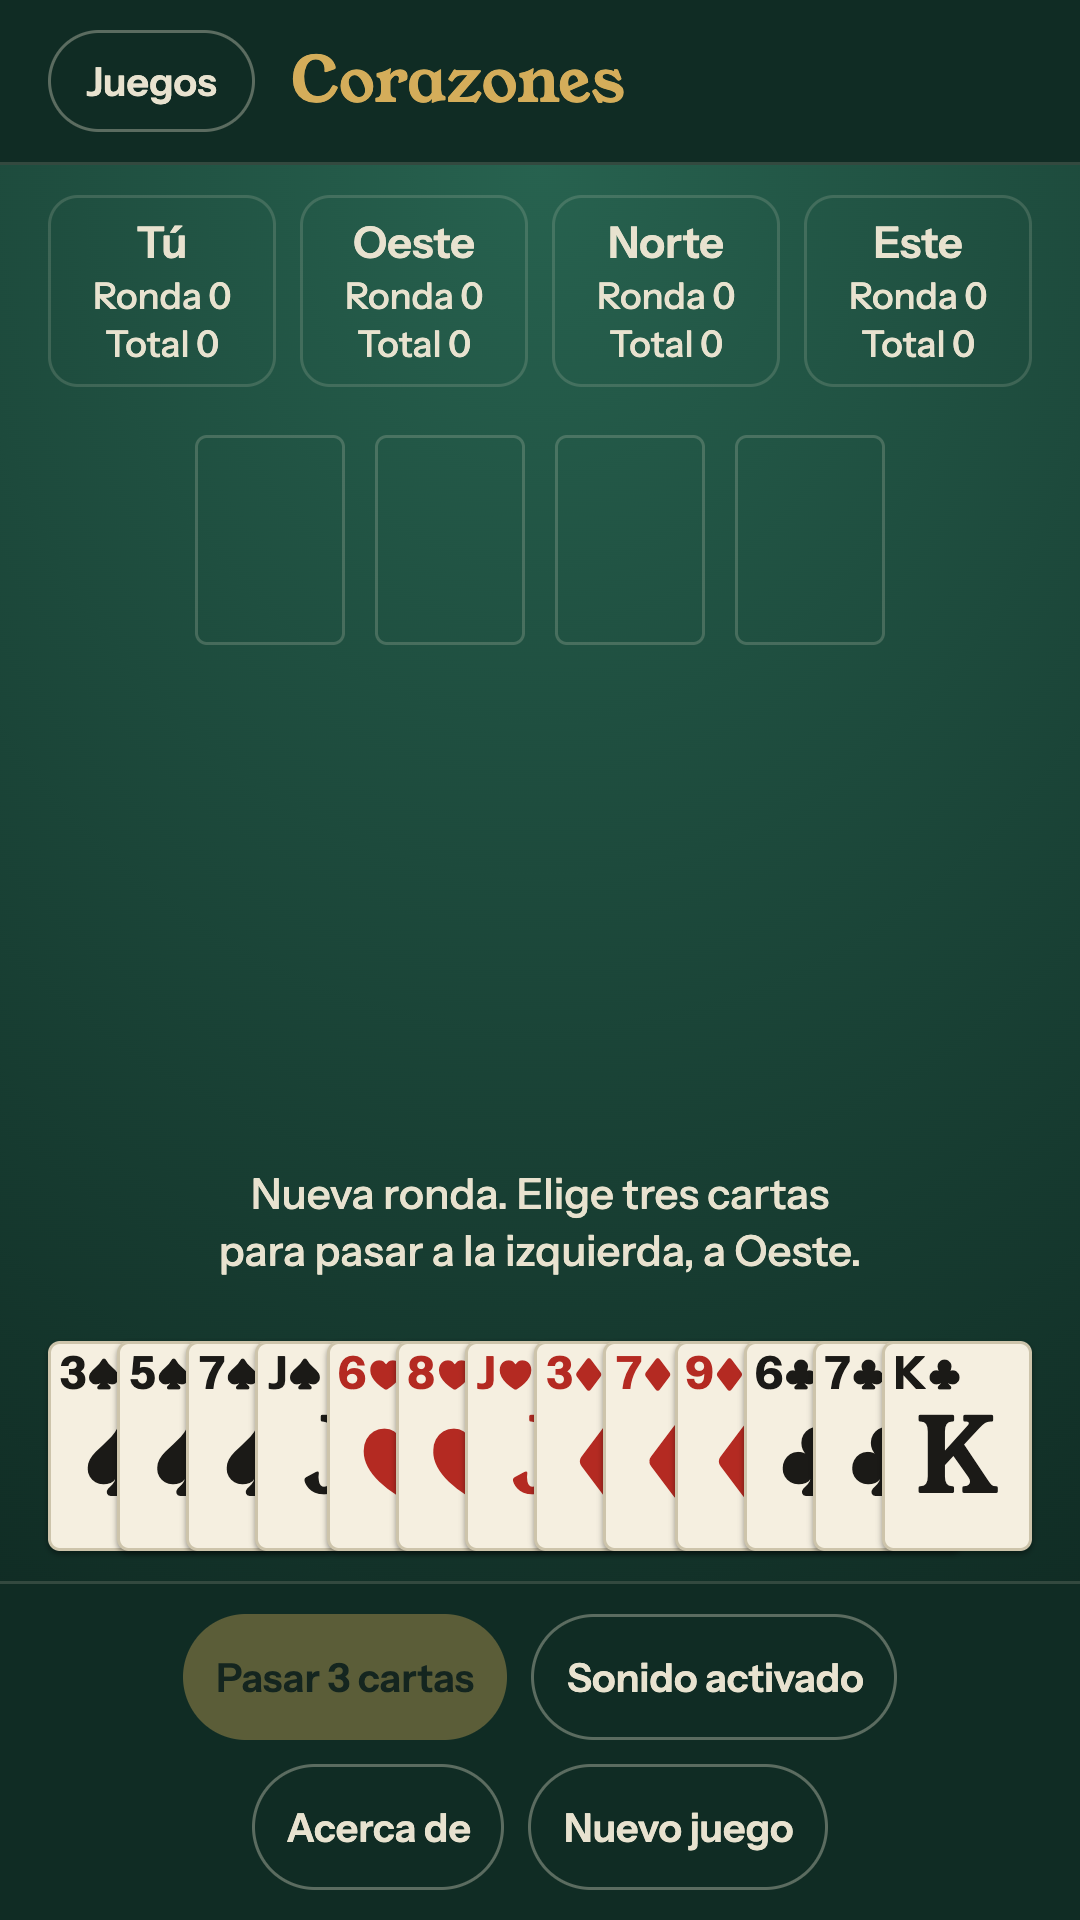 Juegos
Corazones
Tú
Ronda 0
Total 0
Oeste
Ronda 0
Total 0
Norte
Ronda 0
Total 0
Este
Ronda 0
Total 0
Nueva ronda. Elige tres cartas
para pasar a la izquierda, a Oeste.
3♠ 5♠ 7♠ J♠ 6♥ 8♥ J♥ 3♦ 7♦ 9♦ 6♣ 7♣ K♣
J J K
Pasar 3 cartas
Sonido activado
Acerca de
Nuevo juego